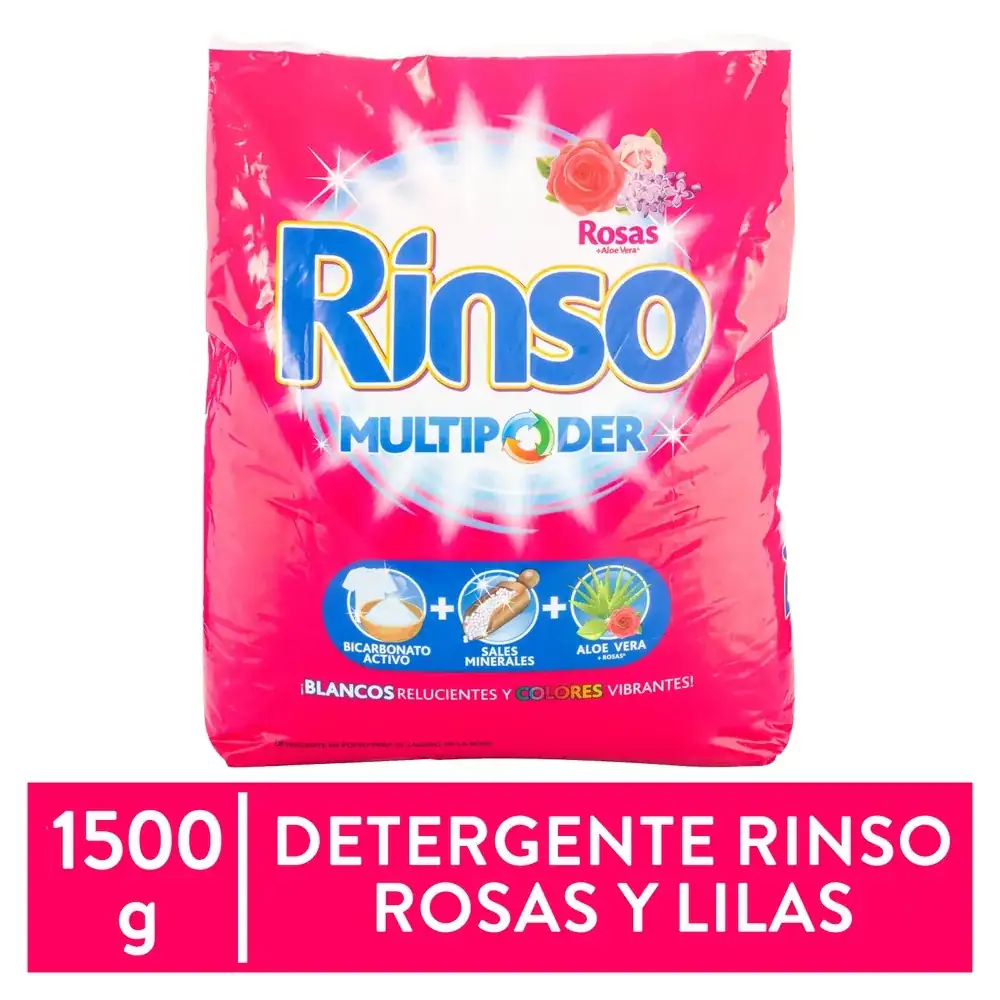 Rosas
+Aloe Vera*
Rinso
MULTIPODER
+
+
BICARBONATO
ACTIVO
SALES
MINERALES
ALOE VERA
+ ROSAS*
¡BLANCOS RELUCIENTES Y COLORES VIBRANTES!
1500
g
DETERGENTE RINSO
ROSAS Y LILAS